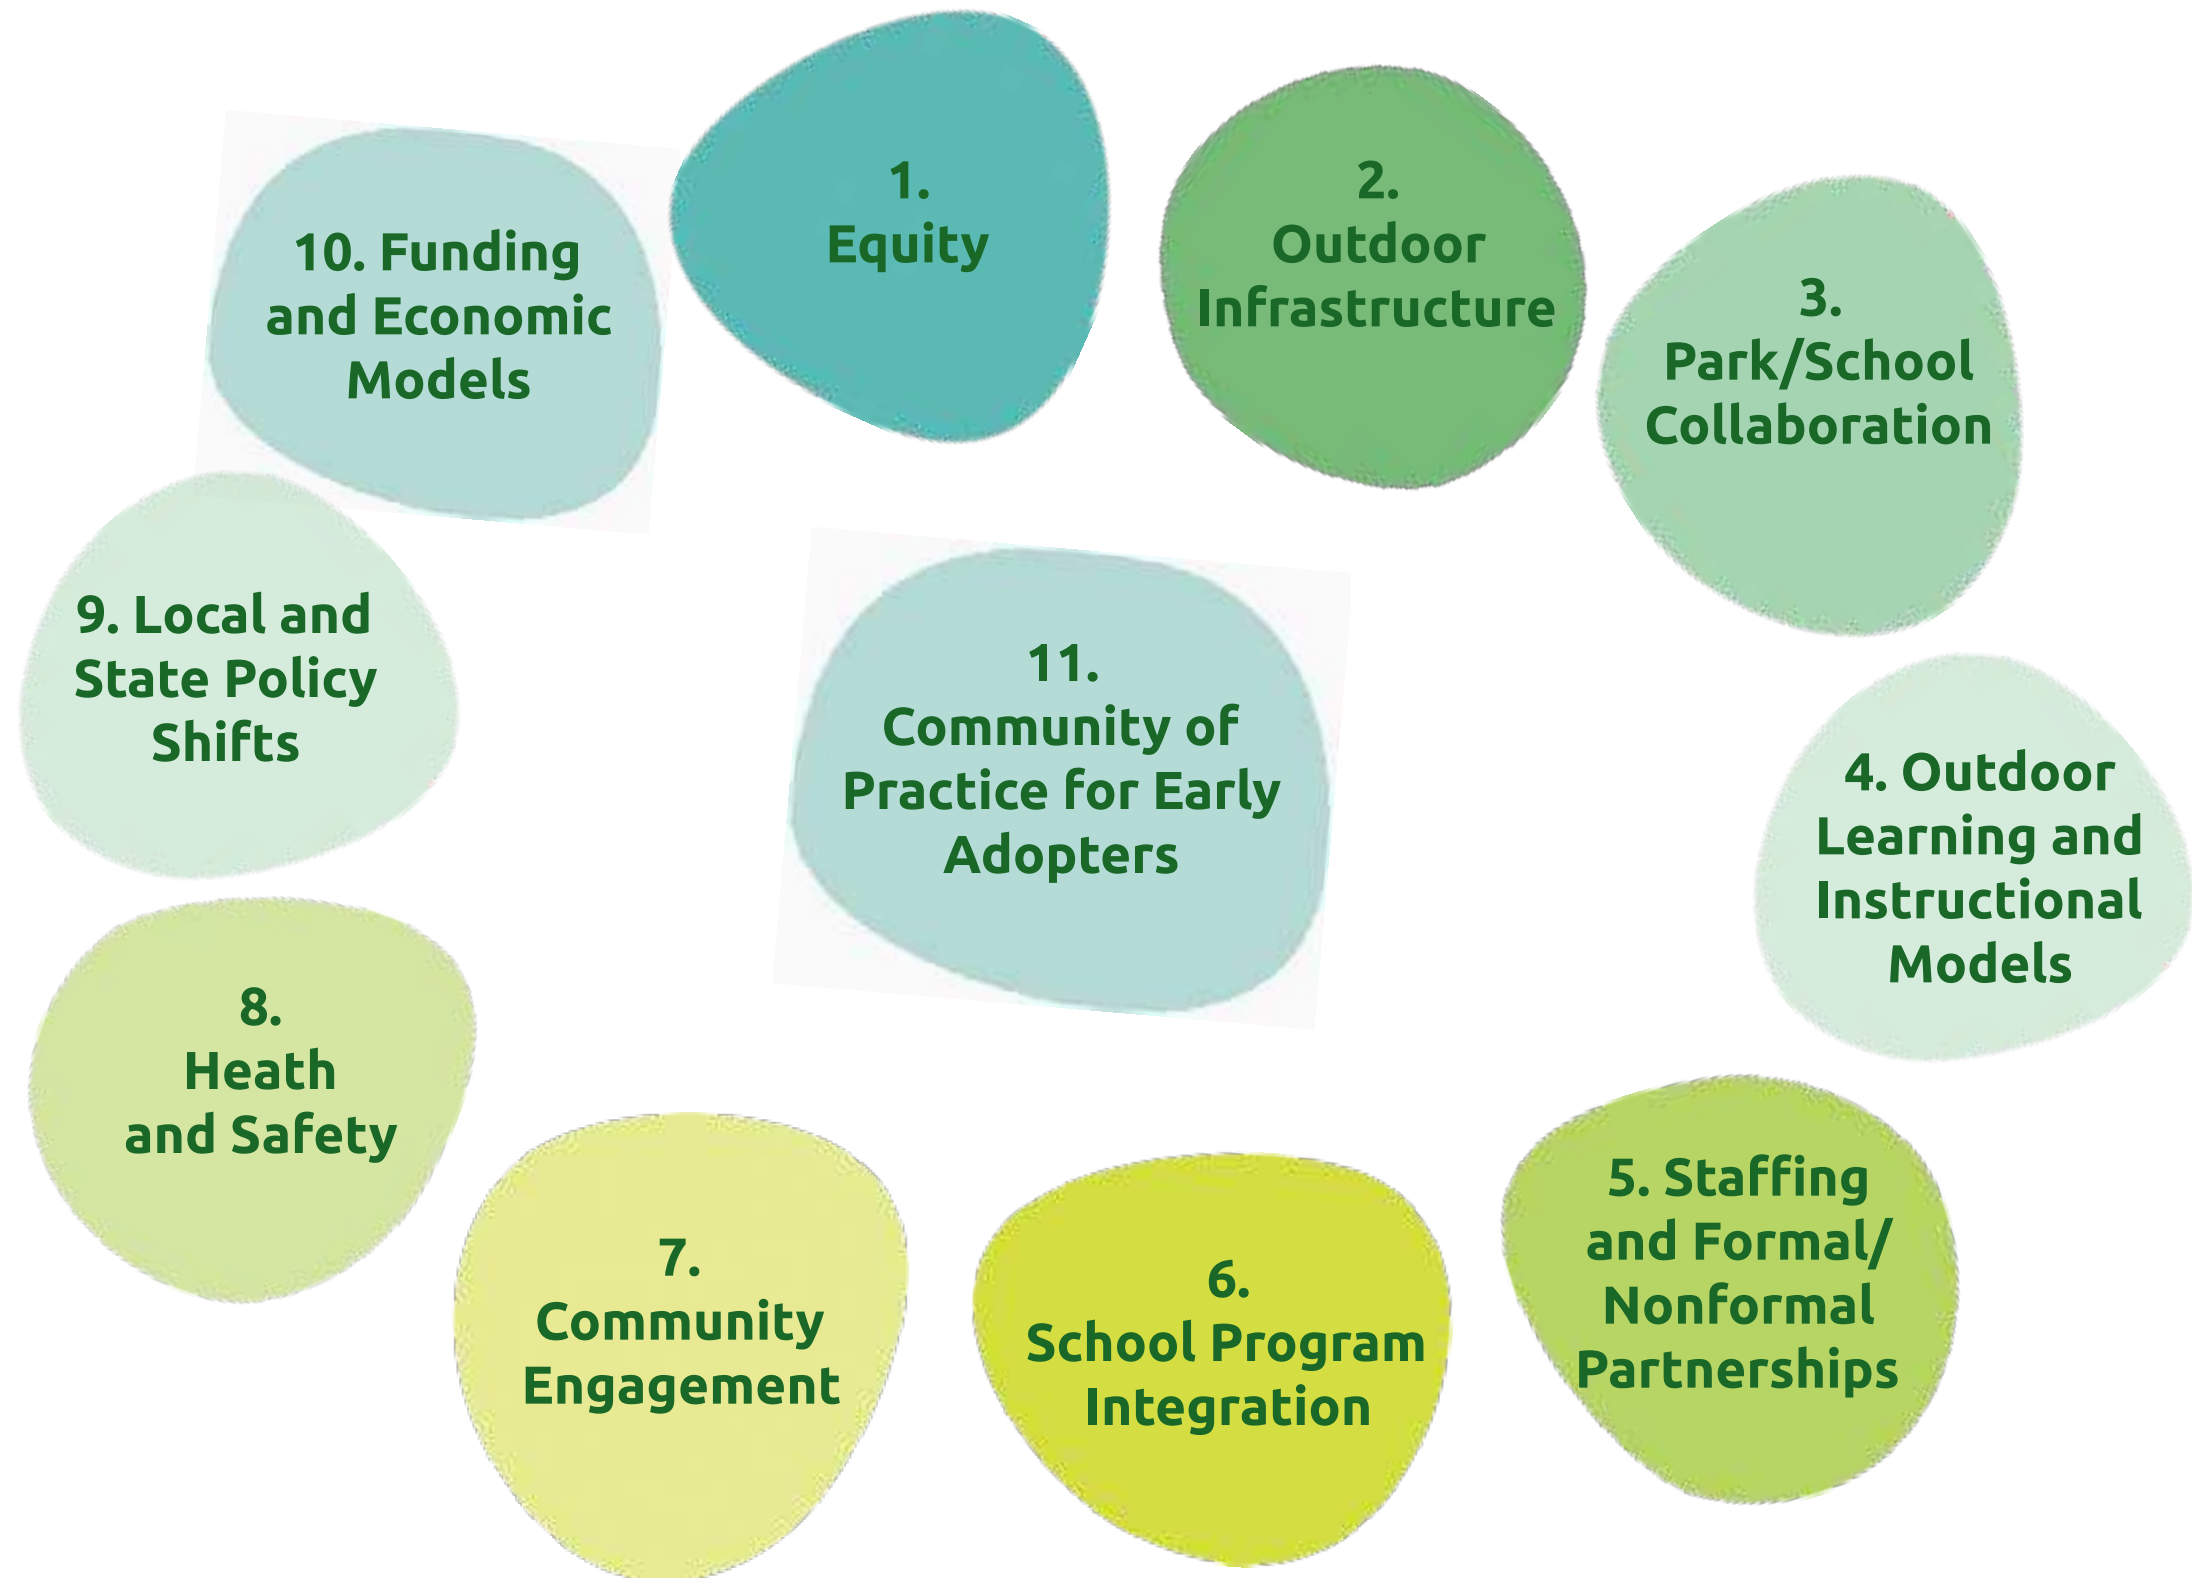 1.
Equity
2.
Outdoor
Infrastructure
3.
Park/School
Collaboration
4. Outdoor
Learning and
Instructional
Models
5. Staffing
and Formal/
Nonformal
Partnerships
6.
School Program
Integration
7.
Community
Engagement
8.
Heath
and Safety
9. Local and
State Policy
Shifts
10. Funding
and Economic
Models
11.
Community of
Practice for Early
Adopters